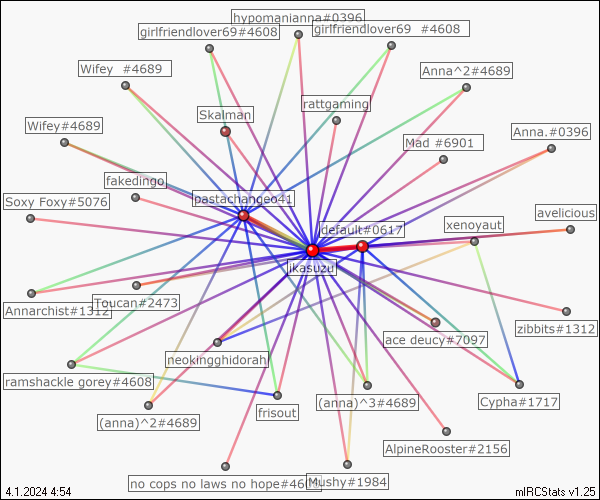 hypomanianna#0396
girlfriendlover69#4608
girlfriendlover69 #4608
Wifey #4689
Anna^2#4689
rattgaming
Skalman
Wifey#4689
Anna.#0396
Mad #6901
fakedingo
pastachangeo41
Soxy Foxy#5076
avelicious
xenoyaut
default#0617
ikasuzu
Toucan#2473
Annarchist#1312
zibbits#1312
ace deucy#7097
neokingghidorah
ramshackle gorey#4608
(anna)^3#4689
Cypha#1717
frisout
(anna)^2#4689
AlpineRooster#2156
no cops no laws no hope#46
Mushy#1984
4.1.2024 4:54
mIRCStats v1.25